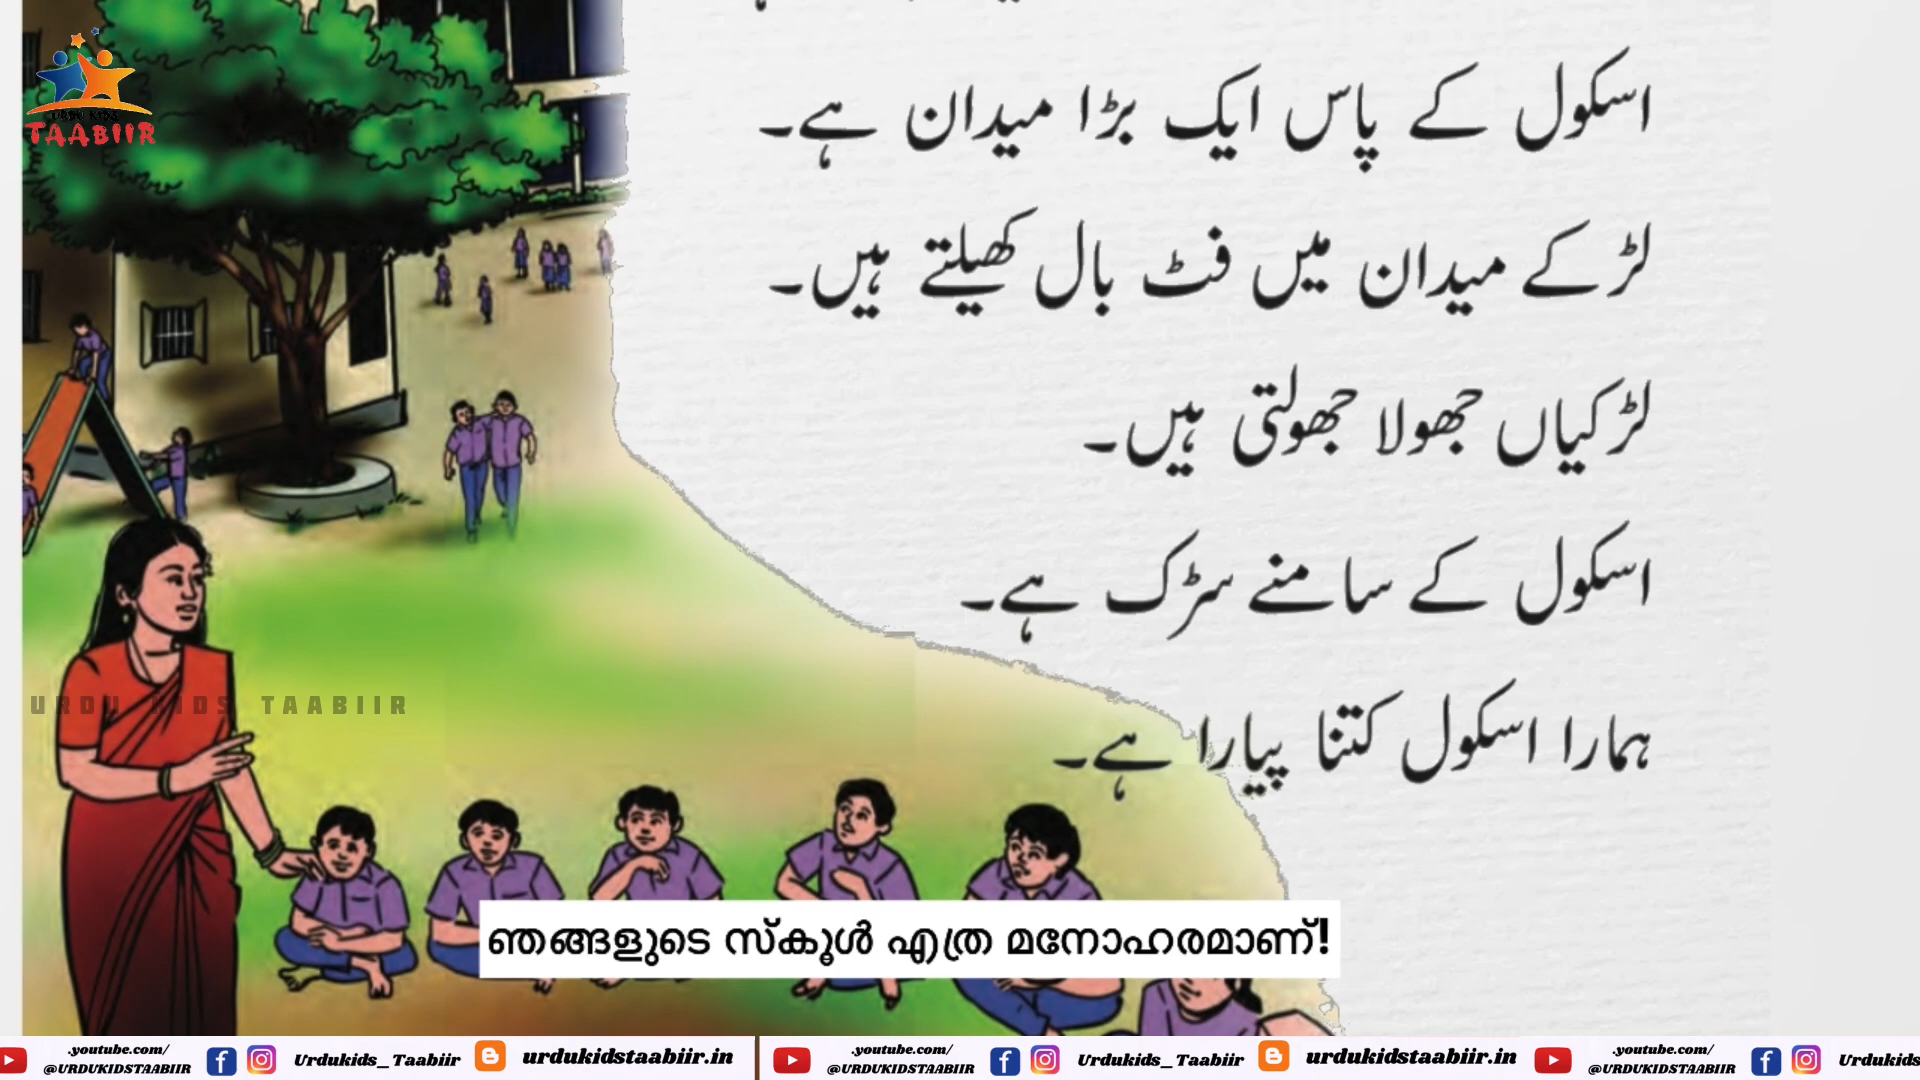 URDU KIDS
TAABIIR
اسکول کے پاس ایک بڑا میدان ہے۔
لڑکے میدان میں فٹ بال کھیلتے ہیں۔
لڑکیاں جھولا جھولتی ہیں۔
اسکول کے سامنے سڑک ہے۔
ہمارا اسکول کتنا پیارا ہے۔
URDU KIDS TAABIIR
ഞങ്ങളുടെ സ്കൂൾ എത്ര മനോഹരമാണ്!
.youtube.com/
@URDUKIDSTAABIIR
Urdukids_Taabiir
urdukidstaabiir.in
.youtube.com/
@URDUKIDSTAABIIR
Urdukids_Taabiir
urdukidstaabiir.in
.youtube.com/
@URDUKIDSTAABIIR
Urdukids